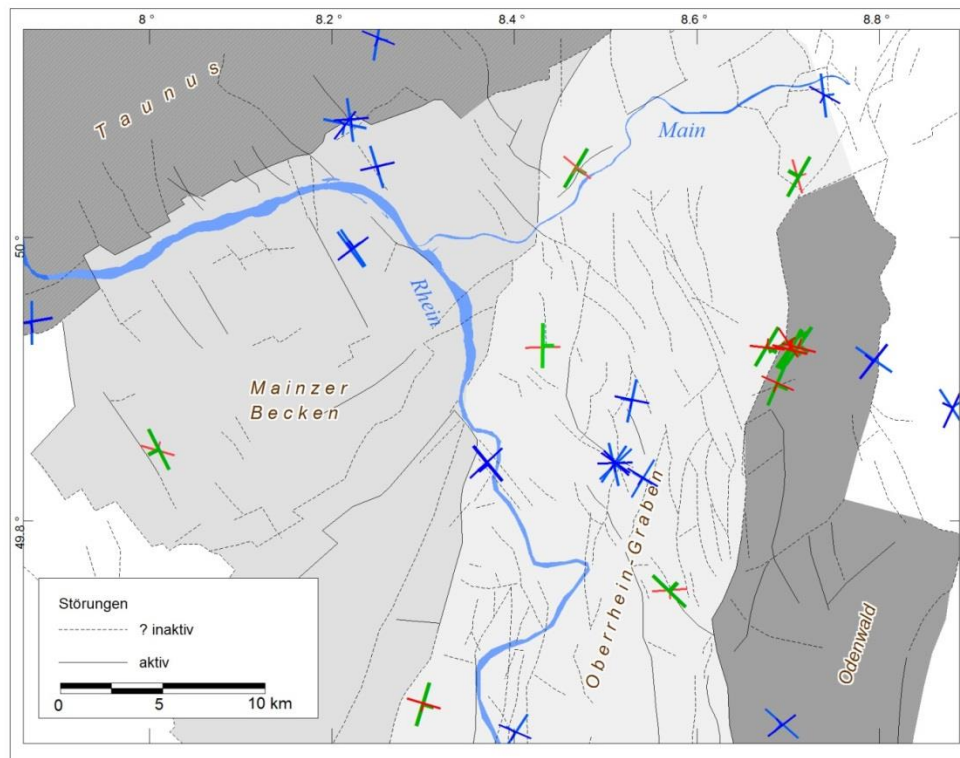 8 °
8.2 °
8.4 °
8.6 °
8.8 °
Taunus
Main
50 °
Rhein
Mainzer
Becken
49.8 °
Oberrhein-Graben
Odenwald
Störungen
? inaktiv
aktiv
0 5 10 km